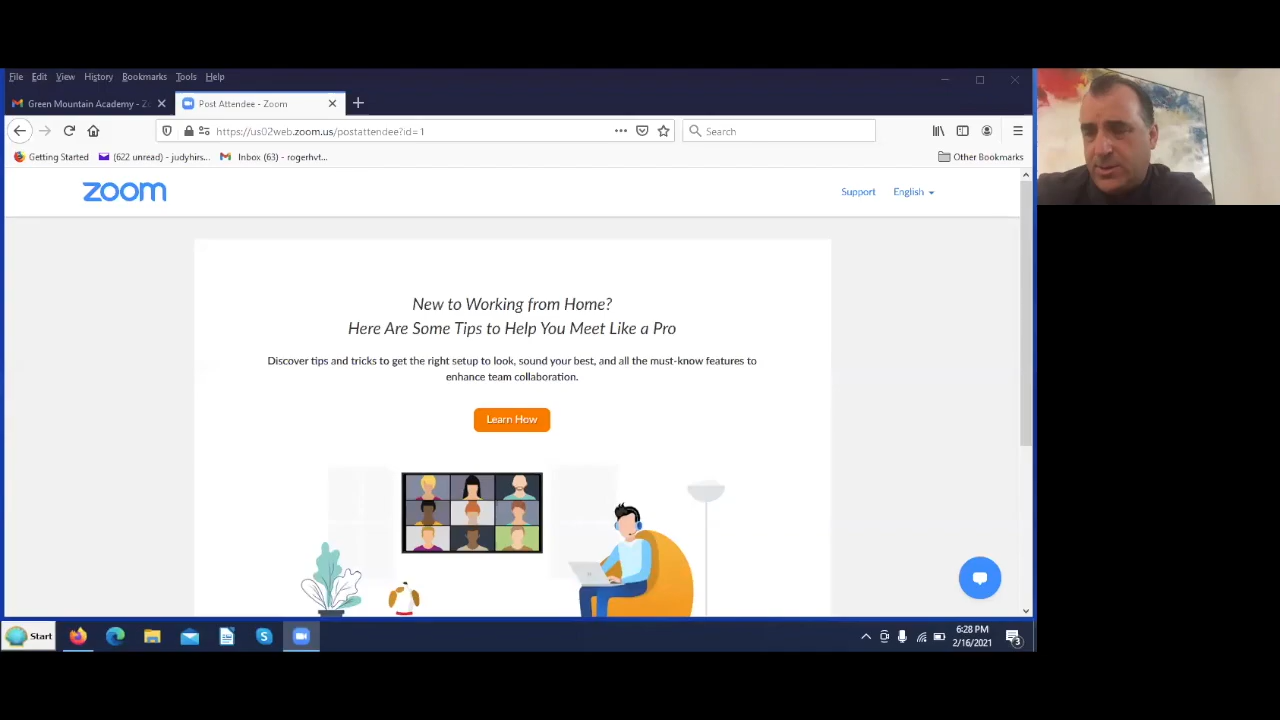 File Edit View History Bookmarks Tools Help
Green Mountain Academy - Zo
Post Attendee - Zoom
https://us02web.zoom.us/postattendee?id=1
Search
Getting Started
(622 unread) - judyhirs...
Inbox (63) - rogerhvt...
Other Bookmarks
zoom
Support
English
New to Working from Home?
Here Are Some Tips to Help You Meet Like a Pro
Discover tips and tricks to get the right setup to look, sound your best, and all the must-know features to
enhance team collaboration.
Learn How
Start
6:28 PM
2/16/2021
3